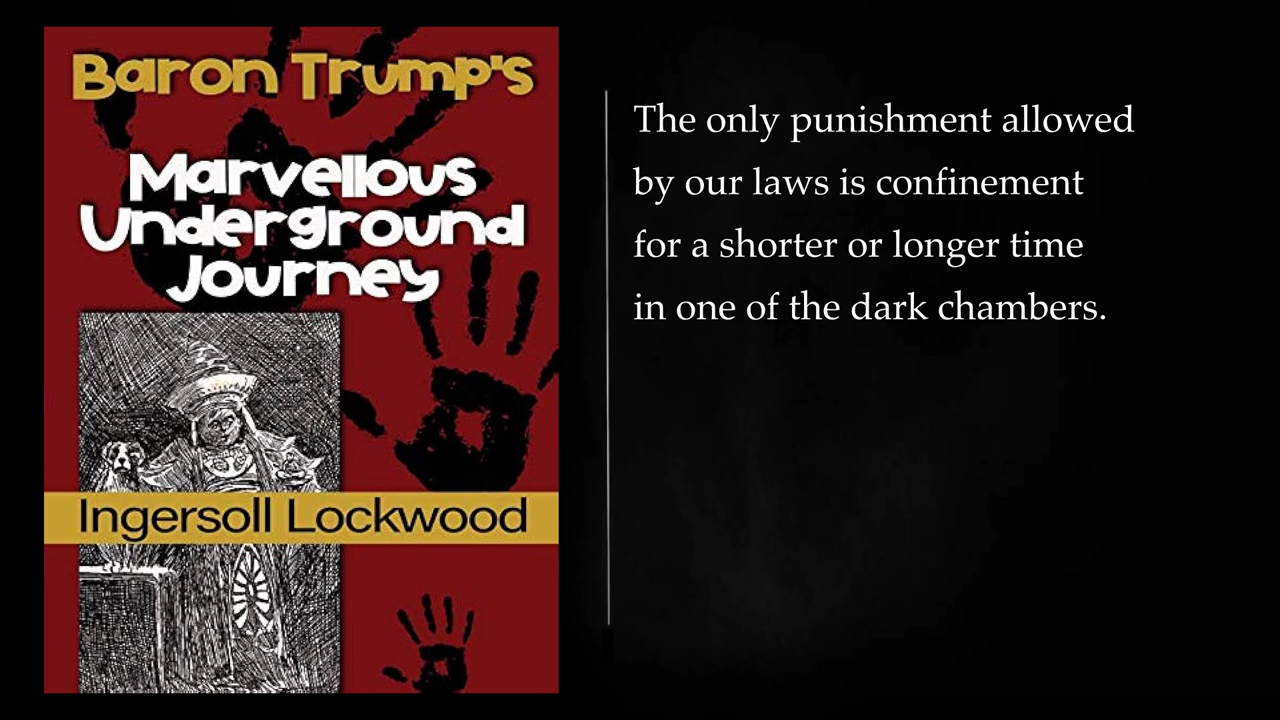 Baron Trump's
Marvellous
Underground
Journey
Ingersoll Lockwood
The only punishment allowed
by our laws is confinement
for a shorter or longer time
in one of the dark chambers.